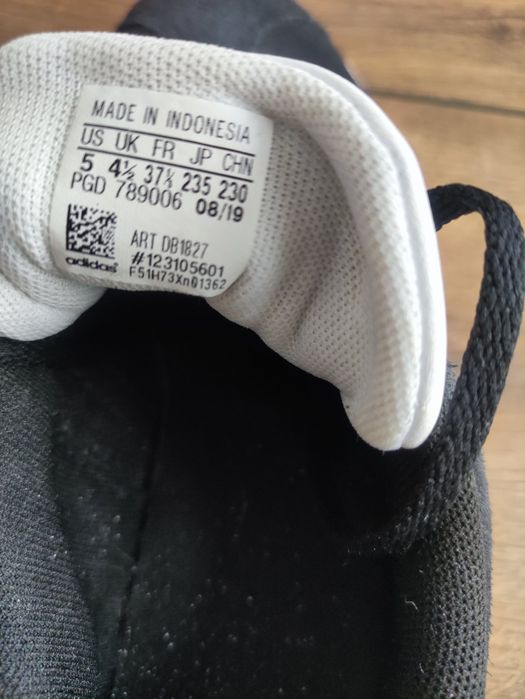 MADE IN INDONESIA
US UK FR JP CHN
5 4½ 37⅓ 235 230
PGD 789006 08/19
ART DB1827
#123105601
adidas F51H73Xn01362